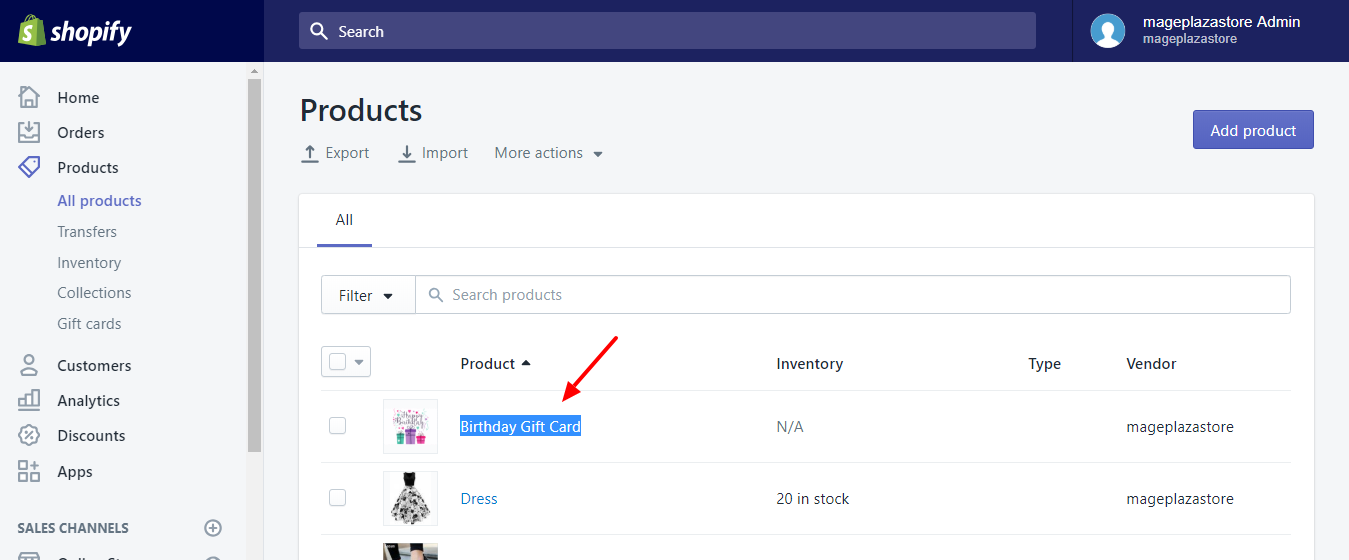 shopify
Search
mageplazastore Admin
mageplazastore
Home
Orders
Products
All products
Transfers
Inventory
Collections
Gift cards
Customers
Analytics
Discounts
Apps
SALES CHANNELS
Products
Export
Import
More actions
Add product
All
Filter
Search products
Product
Inventory
Type
Vendor
Happy
Birthday
Birthday Gift Card
N/A
mageplazastore
Dress
20 in stock
mageplazastore